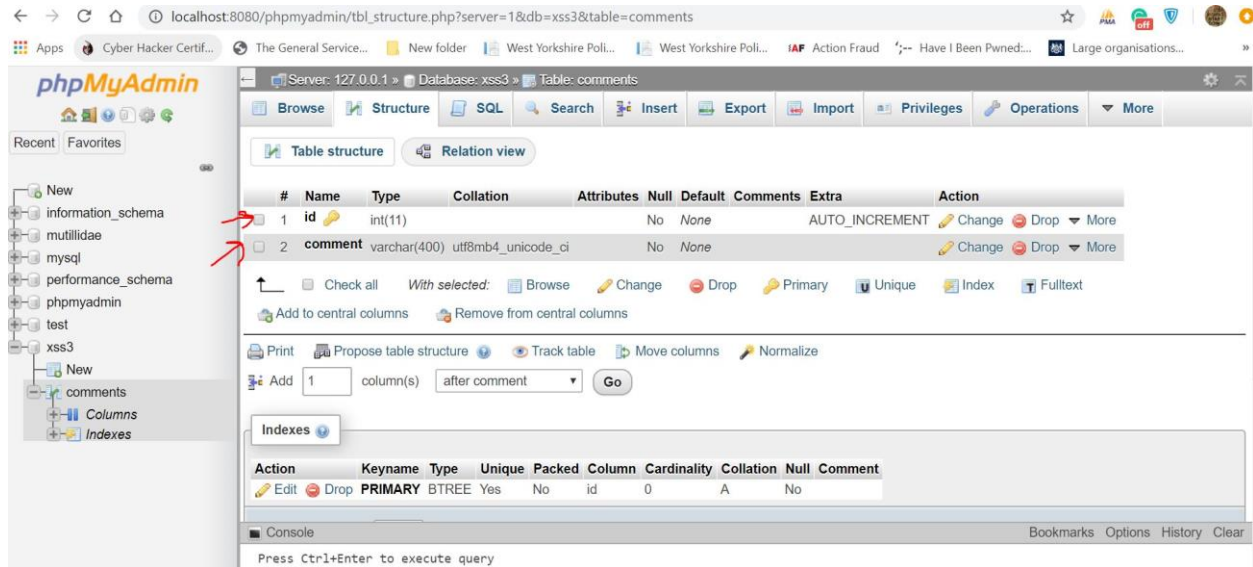 localhost:8080/phpmyadmin/tbl_structure.php?server=1&db=xss3&table=comments
PMA off
Apps Cyber Hacker Certif... The General Service... New folder West Yorkshire Poli... West Yorkshire Poli... IAF Action Fraud ';-- Have I Been Pwned:... Large organisations... »
phpMyAdmin
Recent Favorites
New
information_schema
mutillidae
mysql
performance_schema
phpmyadmin
test
xss3
New
comments
Columns
Indexes
Server: 127.0.0.1 » Database: xss3 » Table: comments
Browse Structure SQL Search Insert Export Import Privileges Operations More
Table structure Relation view
# Name Type Collation Attributes Null Default Comments Extra Action
1 id int(11) No None AUTO_INCREMENT Change Drop More
2 comment varchar(400) utf8mb4_unicode_ci No None Change Drop More
Check all With selected: Browse Change Drop Primary Unique Index Fulltext
Add to central columns Remove from central columns
Print Propose table structure Track table Move columns Normalize
Add 1 column(s) after comment Go
Indexes
Action Keyname Type Unique Packed Column Cardinality Collation Null Comment
Edit Drop PRIMARY BTREE Yes No id 0 A No
Console Bookmarks Options History Clear
Press Ctrl+Enter to execute query